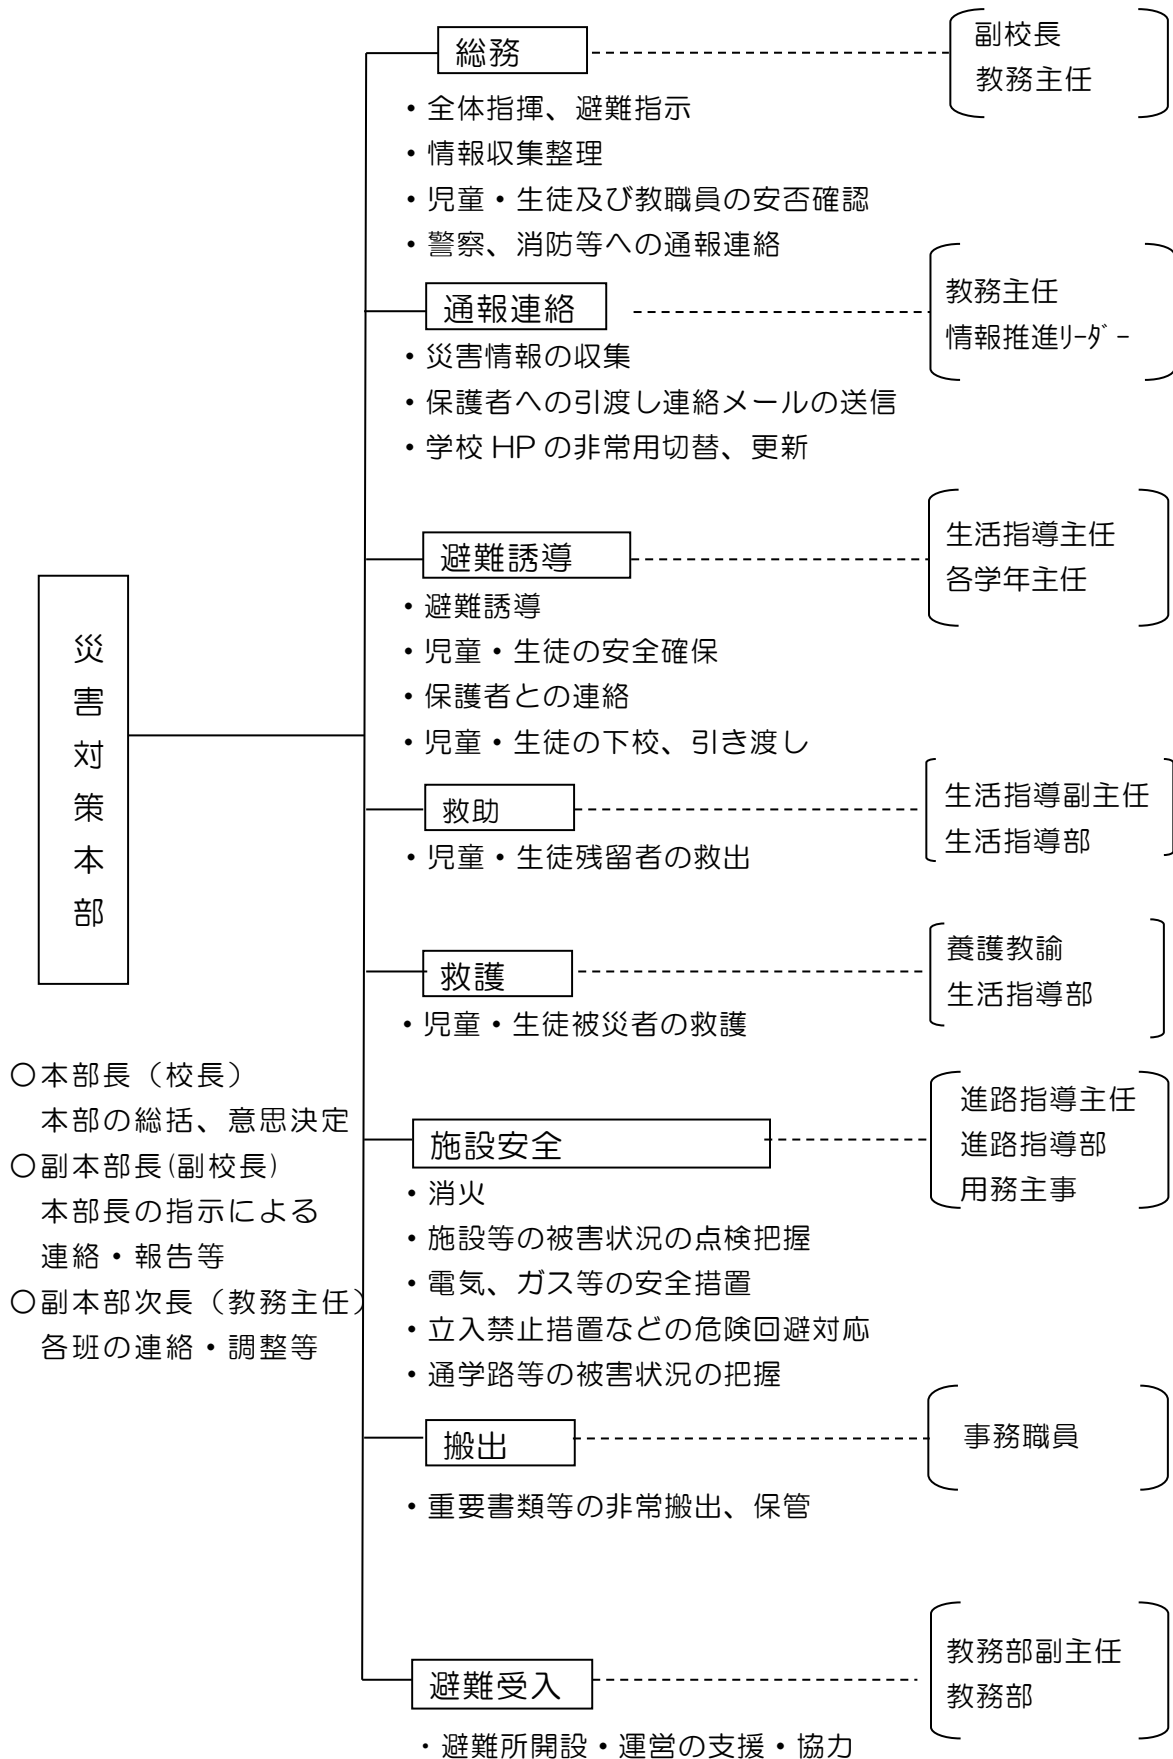 総務
副校長
教務主任
・全体指揮、避難指示
・情報収集整理
・児童・生徒及び教職員の安否確認
・警察、消防等への通報連絡
通報連絡
教務主任
情報推進ﾘｰﾀﾞｰ
・災害情報の収集
・保護者への引渡し連絡メールの送信
・学校 HP の非常用切替、更新
避難誘導
生活指導主任
各学年主任
・避難誘導
・児童・生徒の安全確保
・保護者との連絡
・児童・生徒の下校、引き渡し
災害対策本部
救助
生活指導副主任
生活指導部
・児童・生徒残留者の救出
救護
養護教諭
生活指導部
・児童・生徒被災者の救護
〇本部長（校長）
本部の総括、意思決定
〇副本部長(副校長)
本部長の指示による
連絡・報告等
〇副本部次長（教務主任）
各班の連絡・調整等
施設安全
進路指導主任
進路指導部
用務主事
・消火
・施設等の被害状況の点検把握
・電気、ガス等の安全措置
・立入禁止措置などの危険回避対応
・通学路等の被害状況の把握
搬出
事務職員
・重要書類等の非常搬出、保管
避難受入
教務部副主任
教務部
・避難所開設・運営の支援・協力